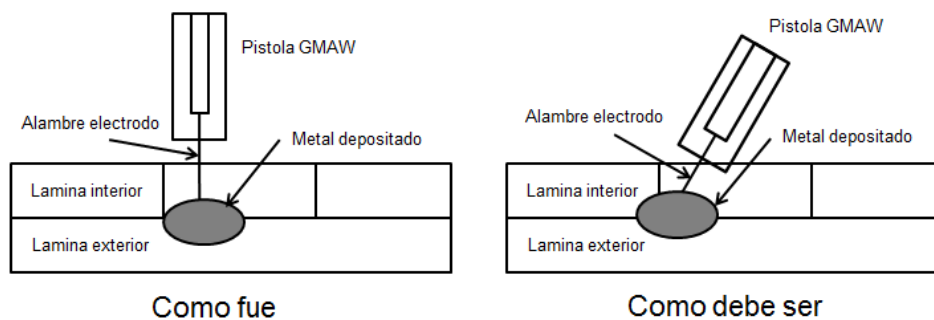 Pistola GMAW
Alambre electrodo
Metal depositado
Lamina interior
Lamina exterior
Como fue
Pistola GMAW
Alambre electrodo
Metal depositado
Lamina interior
Lamina exterior
Como debe ser